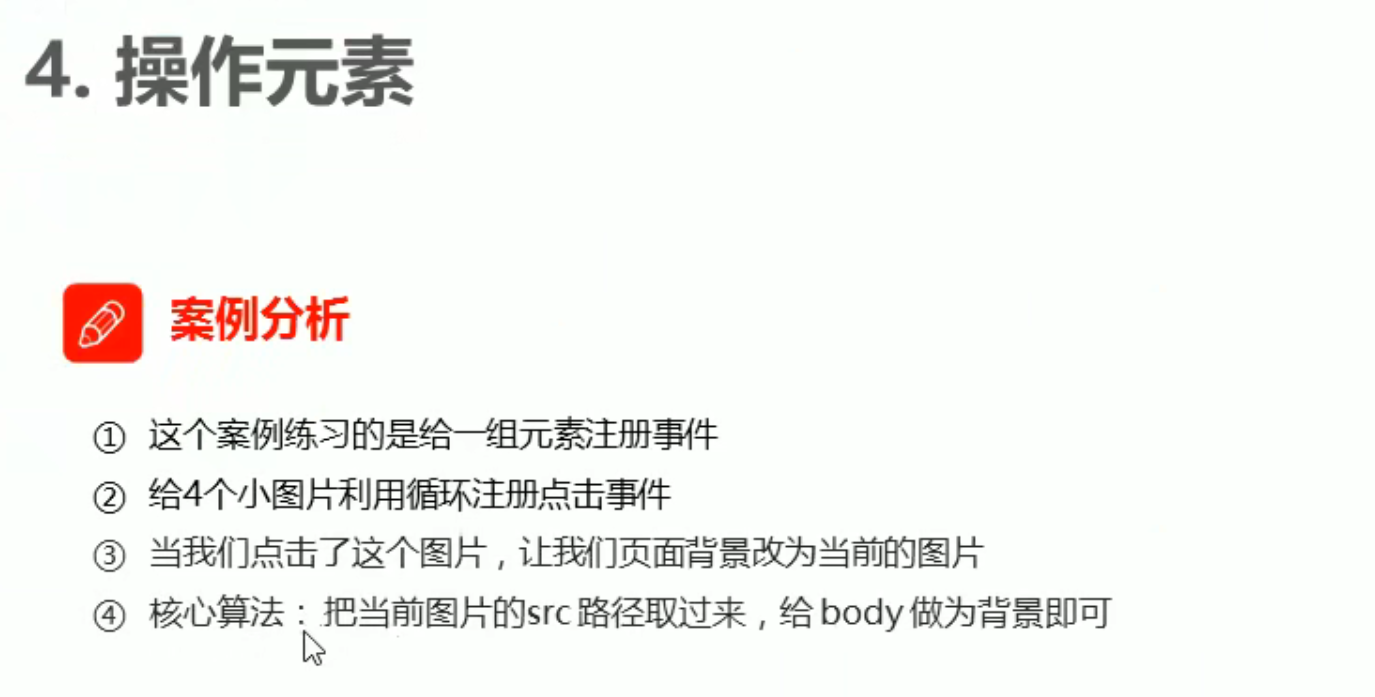 4. 操作元素
案例分析
① 这个案例练习的是给一组元素注册事件
② 给4个小图片利用循环注册点击事件
③ 当我们点击了这个图片，让我们页面背景改为当前的图片
④ 核心算法：把当前图片的src 路径取过来，给 body 做为背景即可